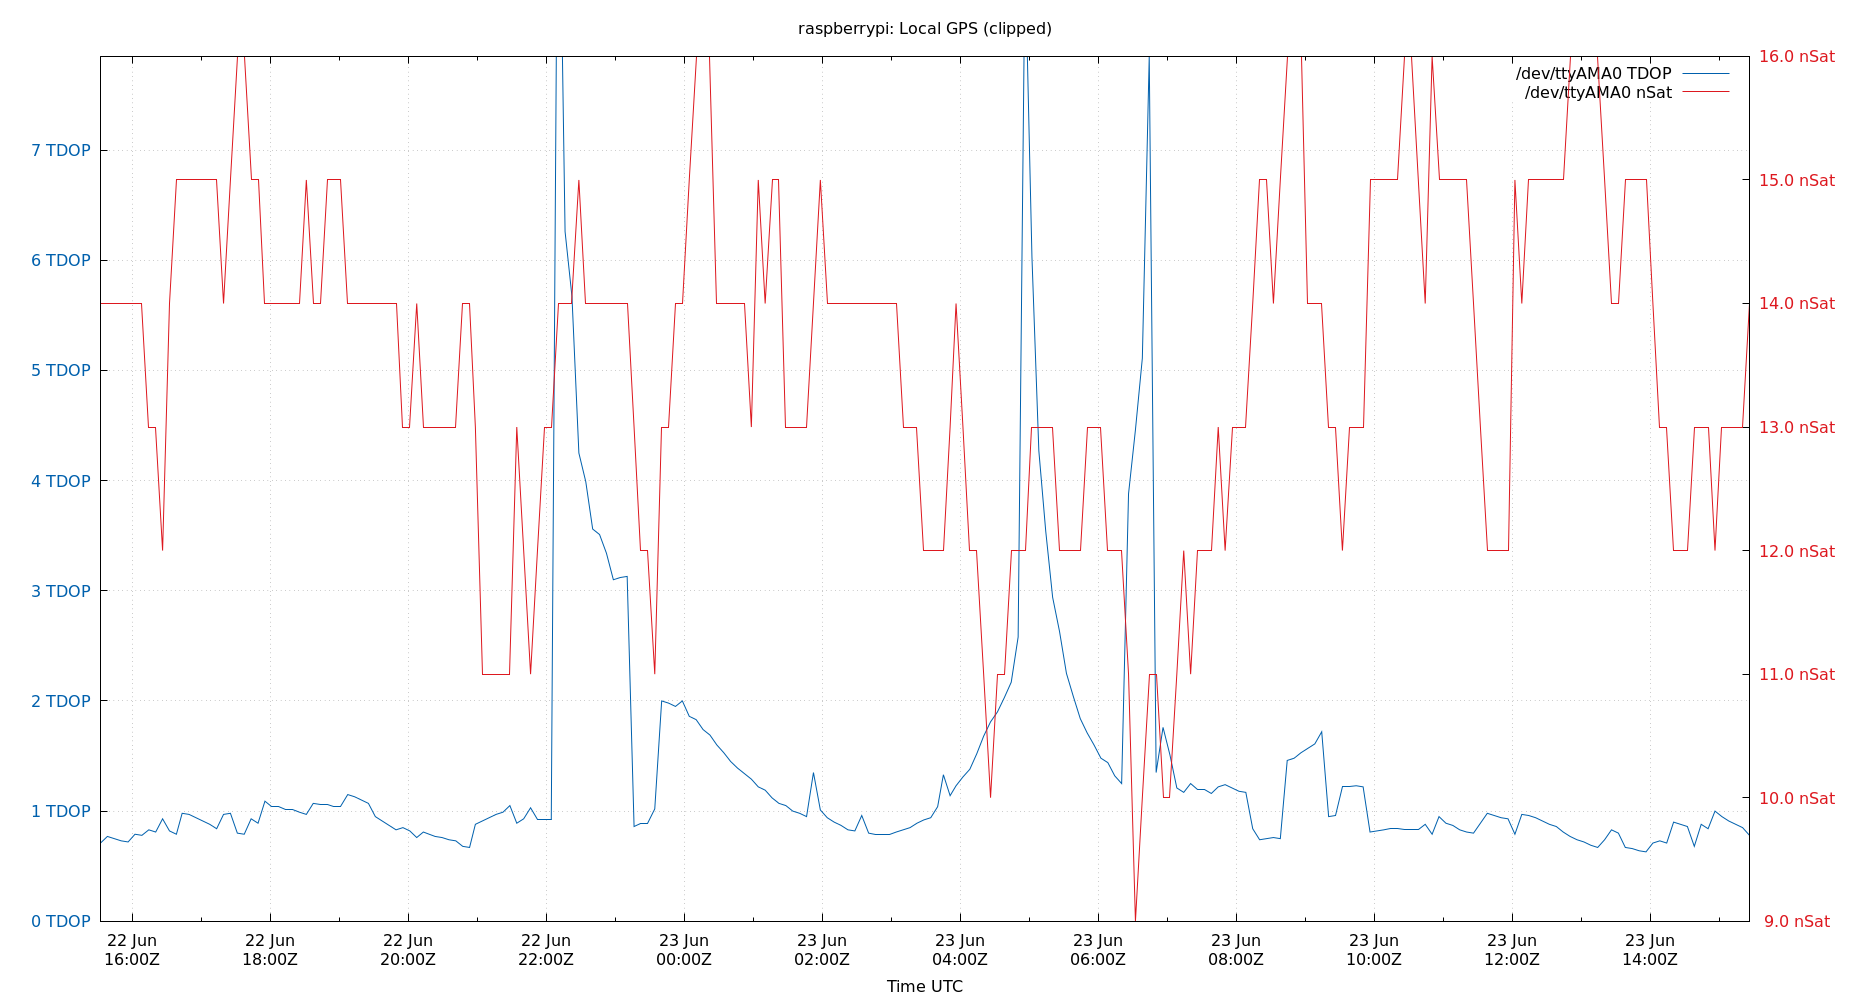 raspberrypi: Local GPS (clipped)
/dev/ttyAMA0 TDOP
/dev/ttyAMA0 nSat
7 TDOP
6 TDOP
5 TDOP
4 TDOP
3 TDOP
2 TDOP
1 TDOP
0 TDOP
16.0 nSat
15.0 nSat
14.0 nSat
13.0 nSat
12.0 nSat
11.0 nSat
10.0 nSat
9.0 nSat
22 Jun 22 Jun 22 Jun 22 Jun 23 Jun 23 Jun 23 Jun 23 Jun 23 Jun 23 Jun 23 Jun 23 Jun
16:00Z 18:00Z 20:00Z 22:00Z 00:00Z 02:00Z 04:00Z 06:00Z 08:00Z 10:00Z 12:00Z 14:00Z
Time UTC